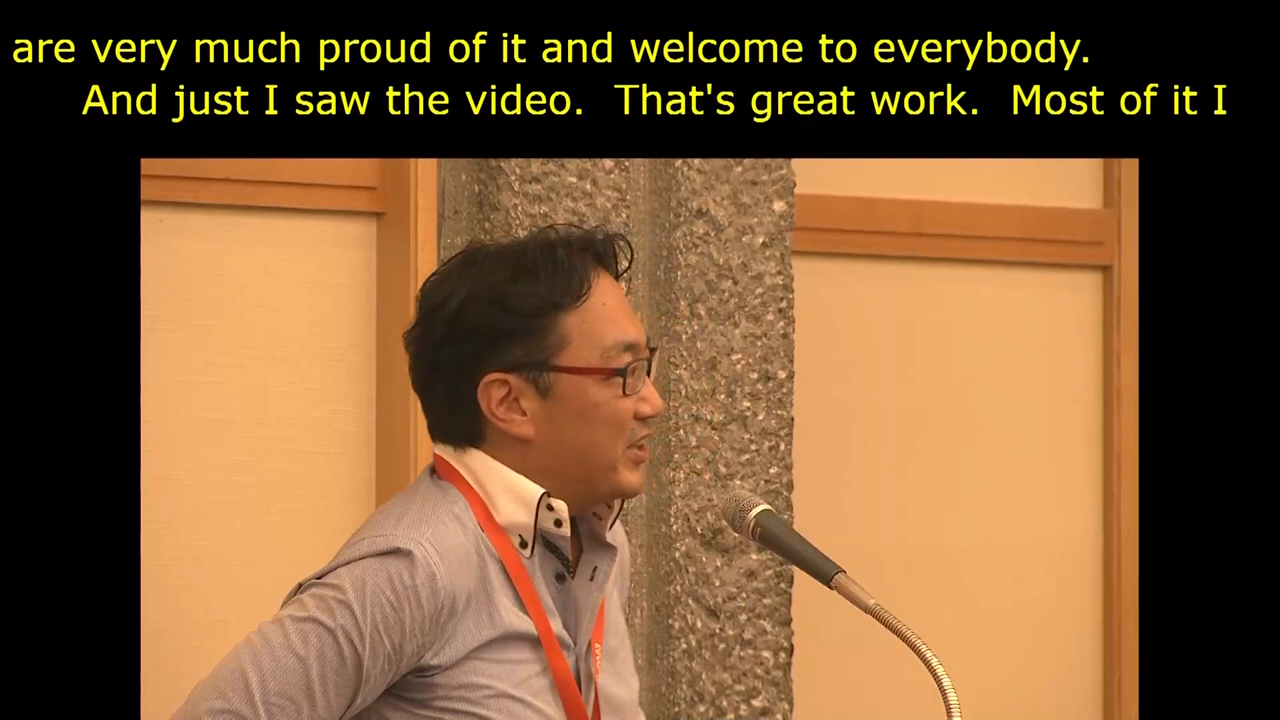 are very much proud of it and welcome to everybody.
And just I saw the video.  That's great work.  Most of it I